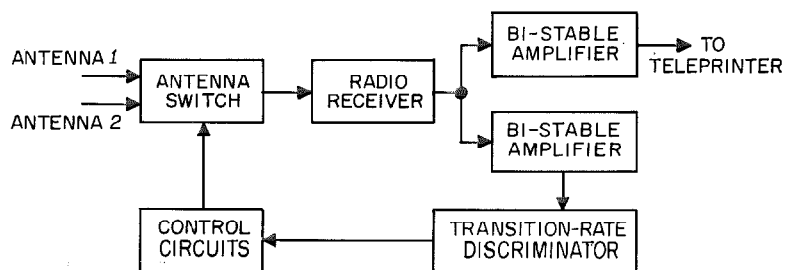 ANTENNA 1
ANTENNA 2
ANTENNA
SWITCH
RADIO
RECEIVER
BI-STABLE
AMPLIFIER
TO
TELEPRINTER
BI-STABLE
AMPLIFIER
CONTROL
CIRCUITS
TRANSITION-RATE
DISCRIMINATOR